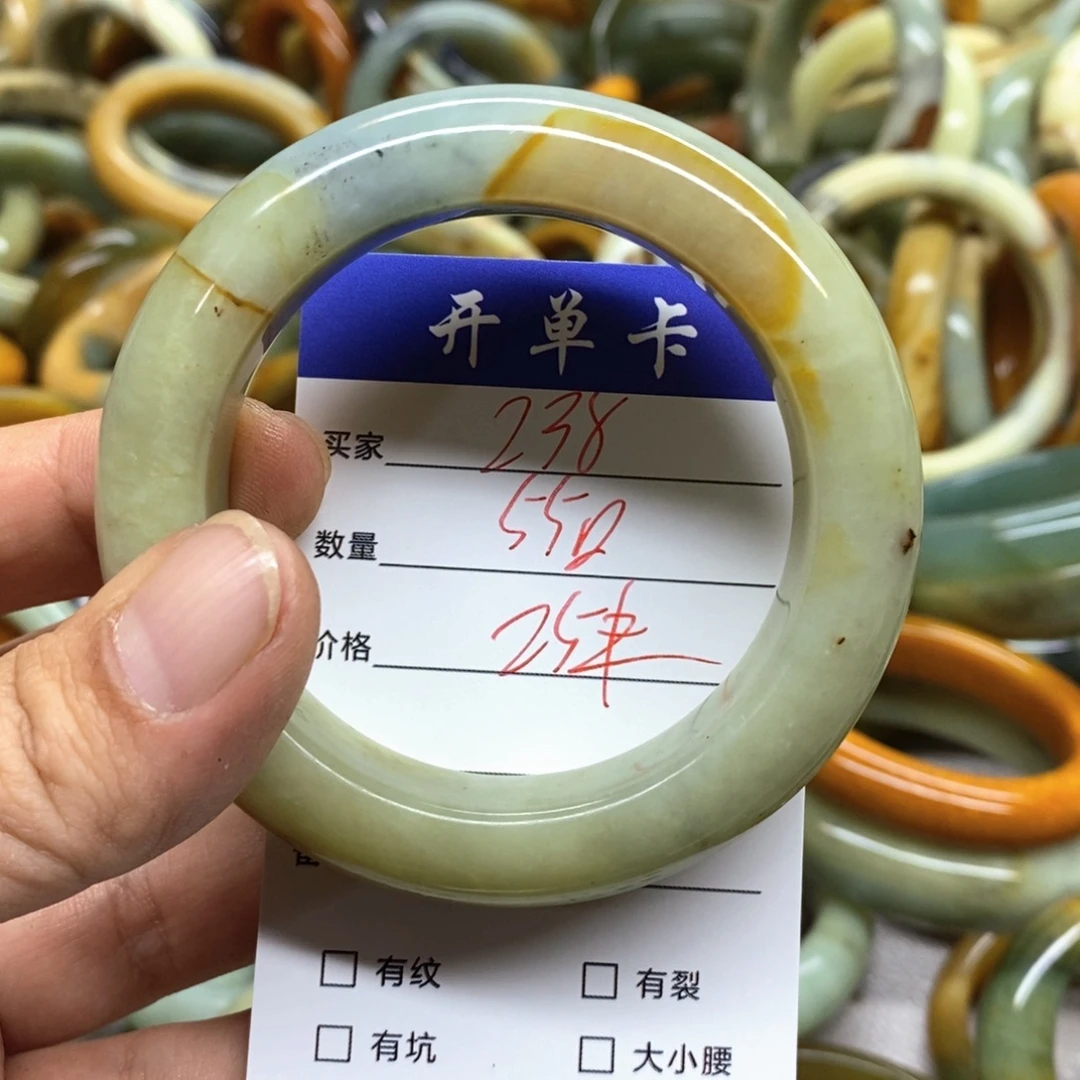 开单卡
买家 238
数量 550
价格 25
有纹 有裂
有坑 大小腰